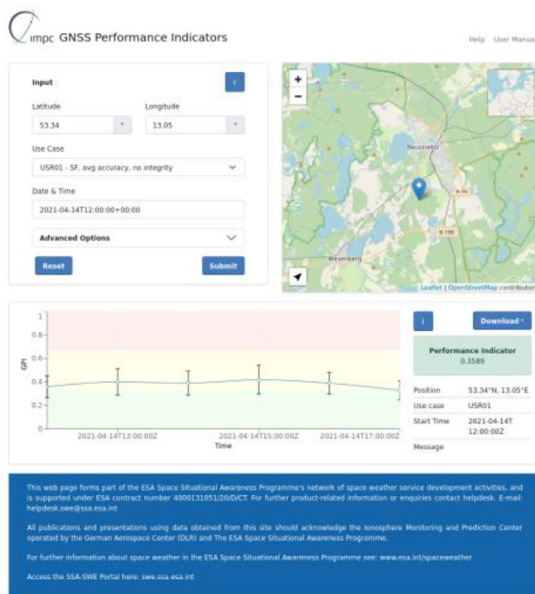 impc GNSS Performance Indicators
Help User Manual
Input
i
Latitude Longitude
53.34 ° 13.05 °
Use Case
USR01 - SF, avg accuracy, no integrity
Date & Time
2021-04-14T12:00:00+00:00
Advanced Options
Reset Submit
+
−
Neustrelitz
B 96
B 198
Wesenberg
Leaflet | OpenStreetMap contributors
1
0.8
0.6
0.4
0.2
0
GPI
2021-04-14T13:00:00Z 2021-04-14T15:00:00Z 2021-04-14T17:00:00Z
Time
i Download
Performance Indicator
0.3589
Position 53.34°N, 13.05°E
Use case USR01
Start Time 2021-04-14T
12:00:00Z
Message
This web page forms part of the ESA Space Situational Awareness Programme's network of space weather service development activities, and
is supported under ESA contract number 4000131051/20/D/CT. For further product-related information or enquiries contact helpdesk. E-mail:
helpdesk.swe@ssa.esa.int
All publications and presentations using data obtained from this site should acknowledge the Ionosphere Monitoring and Prediction Center
operated by the German Aerospace Center (DLR) and The ESA Space Situational Awareness Programme.
For further information about space weather in the ESA Space Situational Awareness Programme see: www.esa.int/spaceweather
Access the SSA-SWE Portal here: swe.ssa.esa.int